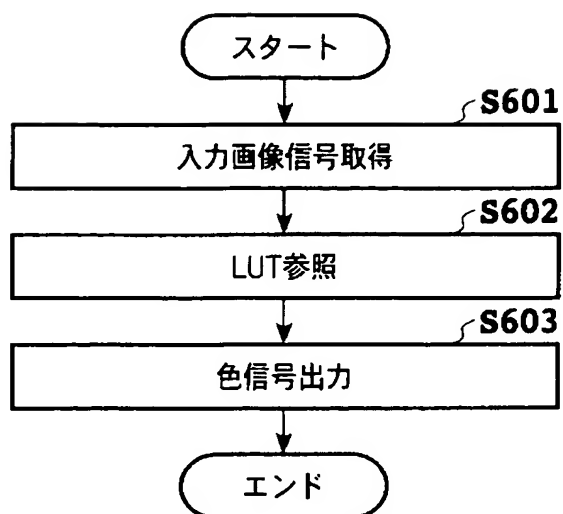 スタート
S601
入力画像信号取得
S602
LUT参照
S603
色信号出力
エンド